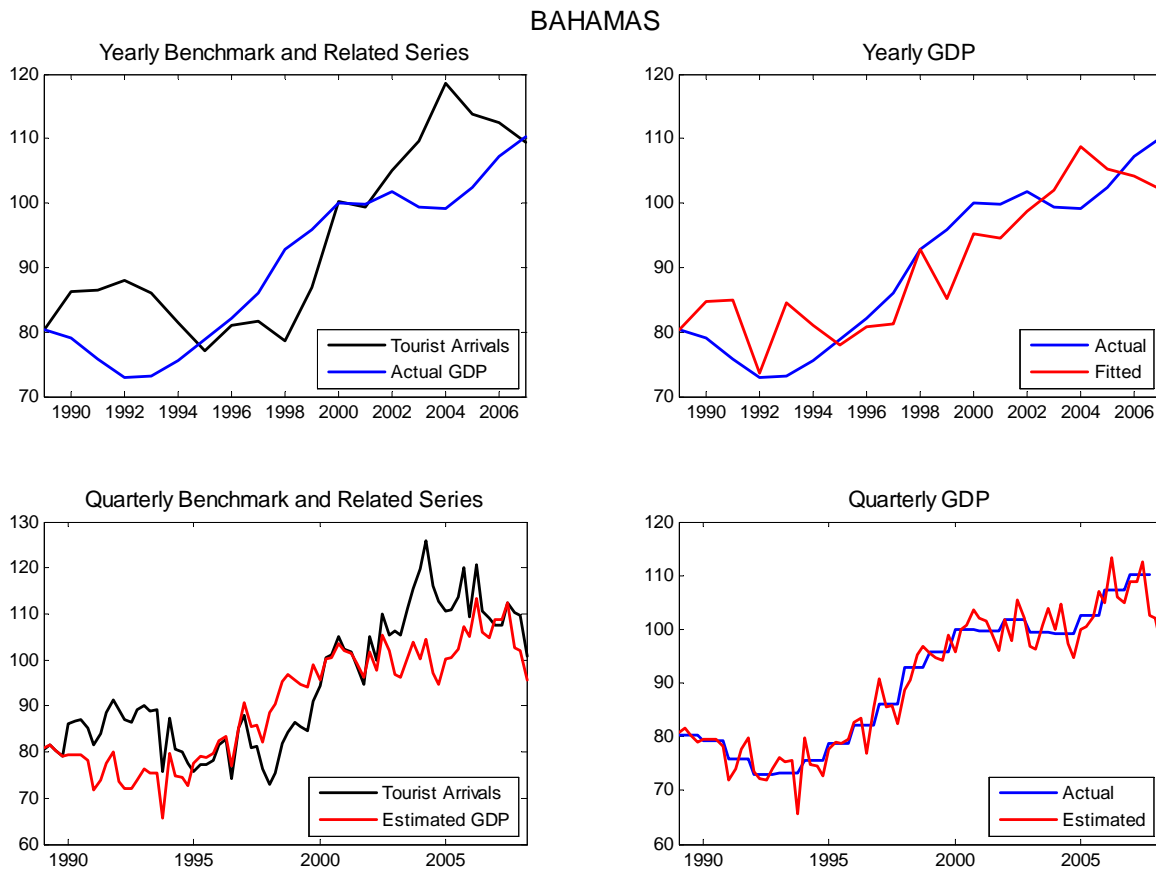 BAHAMAS
Yearly Benchmark and Related Series
120
110
100
90
80
70
1990 1992 1994 1996 1998 2000 2002 2004 2006
Tourist Arrivals
Actual GDP
Yearly GDP
120
110
100
90
80
70
1990 1992 1994 1996 1998 2000 2002 2004 2006
Actual
Fitted
Quarterly Benchmark and Related Series
130
120
110
100
90
80
70
60
1990 1995 2000 2005
Tourist Arrivals
Estimated GDP
Quarterly GDP
120
110
100
90
80
70
60
1990 1995 2000 2005
Actual
Estimated